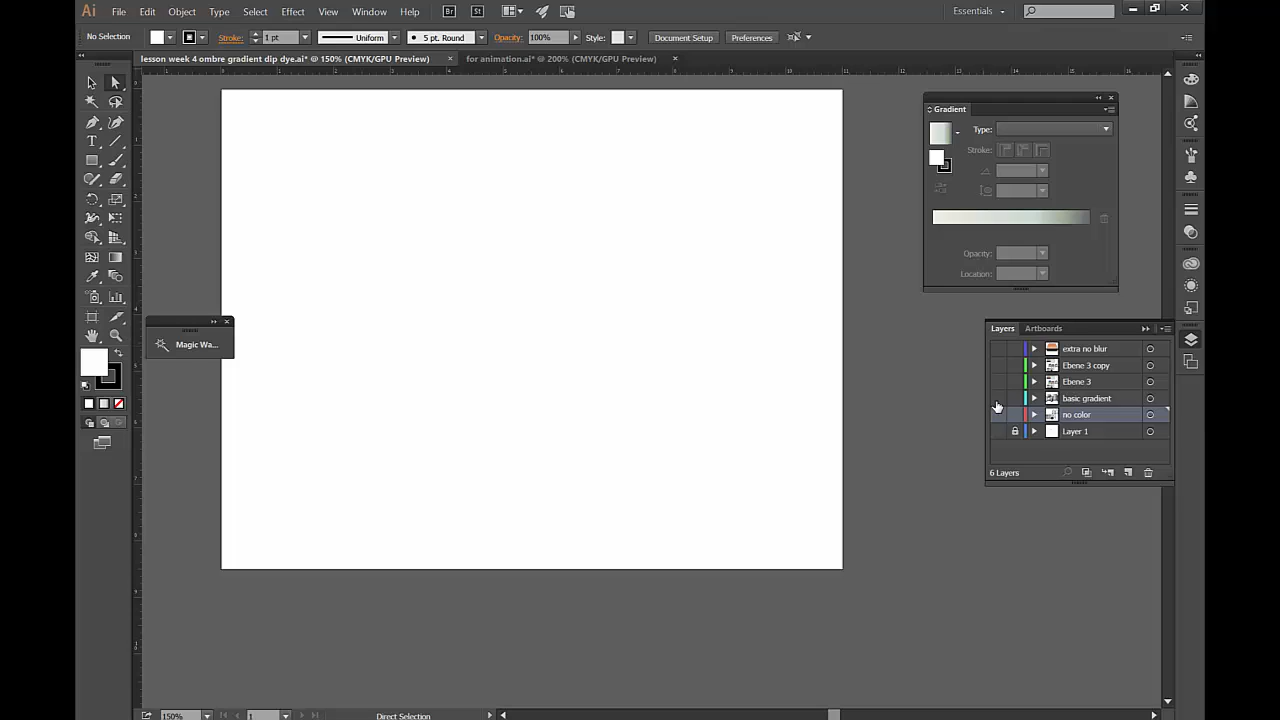 Ai File Edit Object Type Select Effect View Window Help Br St Essentials
No Selection Stroke: 1 pt Uniform 5 pt. Round Opacity: 100% Style: Document Setup Preferences
lesson week 4 ombre gradient dip dye.ai* @ 150% (CMYK/GPU Preview) × for animation.ai* @ 200% (CMYK/GPU Preview) ×
Gradient
Type:
Stroke:
Opacity:
Location:
Magic Wa...
Layers Artboards
extra no blur
Ebene 3 copy
Ebene 3
basic gradient
no color
Layer 1
6 Layers
150% 1 Direct Selection